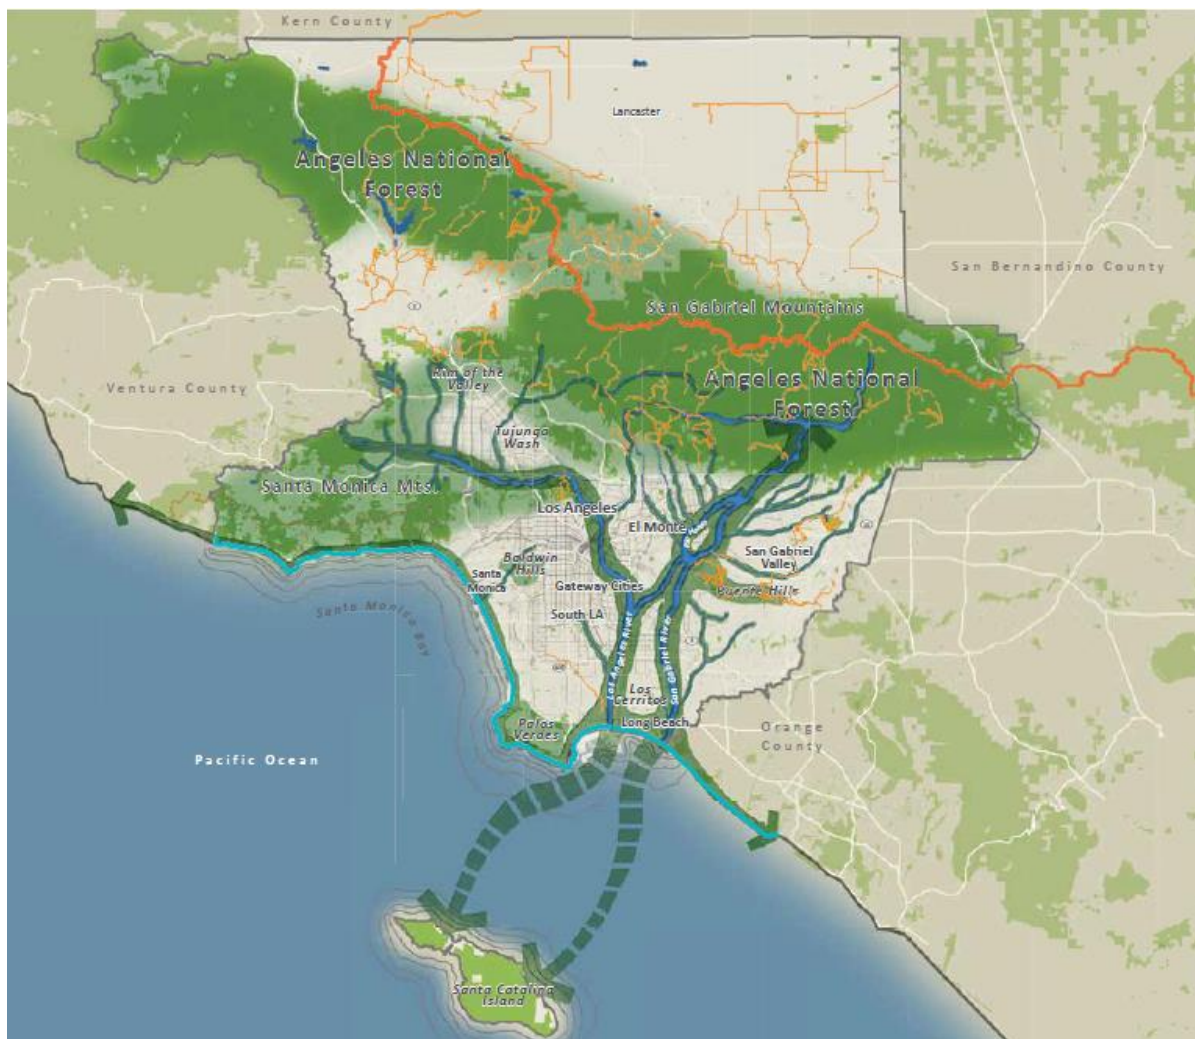 Kern County
Lancaster
Angeles National
Forest
San Bernandino County
San Gabriel Mountains
Ventura County
Rim of the
Valley
Angeles National
Forest
Tujunga
Wash
Santa Monica Mts.
Los Angeles
El Monte
Rio Hondo
San Gabriel
Valley
Baldwin
Hills
Santa
Monica
Gateway Cities
Puente Hills
Santa Monica Bay
South LA
Los Angeles River
San Gabriel River
Los
Cerritos
Palos
Verdes
Long Beach
Orange
County
Pacific Ocean
Santa Catalina
Island